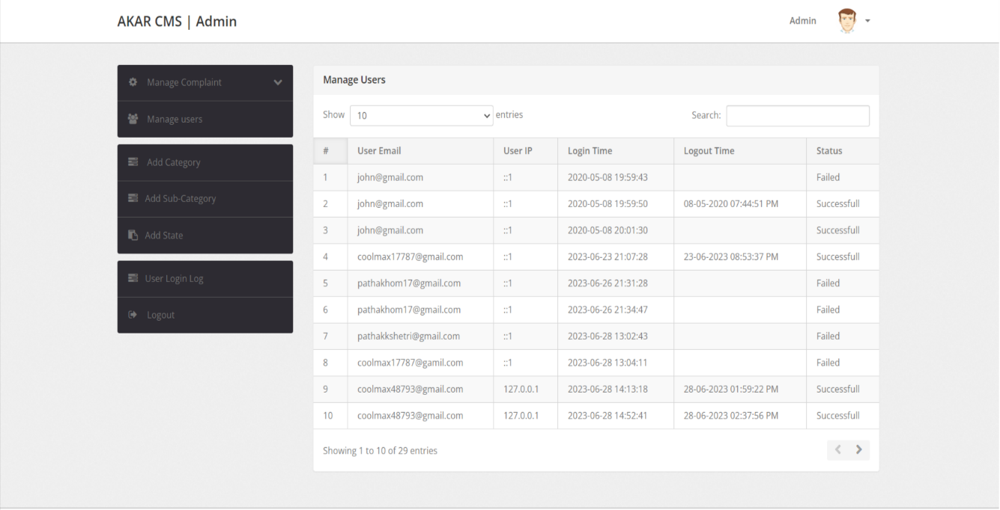 AKAR CMS | Admin
Admin
Manage Complaint
Manage users
Add Category
Add Sub-Category
Add State
User Login Log
Logout
Manage Users
Show 10 entries
Search:
# User Email User IP Login Time Logout Time Status
1 john@gmail.com ::1 2020-05-08 19:59:43 Failed
2 john@gmail.com ::1 2020-05-08 19:59:50 08-05-2020 07:44:51 PM Successfull
3 john@gmail.com ::1 2020-05-08 20:01:30 Successfull
4 coolmax17787@gmail.com ::1 2023-06-23 21:07:28 23-06-2023 08:53:37 PM Successfull
5 pathakhom17@gmail.com ::1 2023-06-26 21:31:28 Failed
6 pathakhom17@gmail.com ::1 2023-06-26 21:34:47 Failed
7 pathakkshetri@gmail.com ::1 2023-06-28 13:02:43 Failed
8 coolmax17787@gamil.com ::1 2023-06-28 13:04:11 Failed
9 coolmax48793@gmail.com 127.0.0.1 2023-06-28 14:13:18 28-06-2023 01:59:22 PM Successfull
10 coolmax48793@gmail.com 127.0.0.1 2023-06-28 14:52:41 28-06-2023 02:37:56 PM Successfull
Showing 1 to 10 of 29 entries